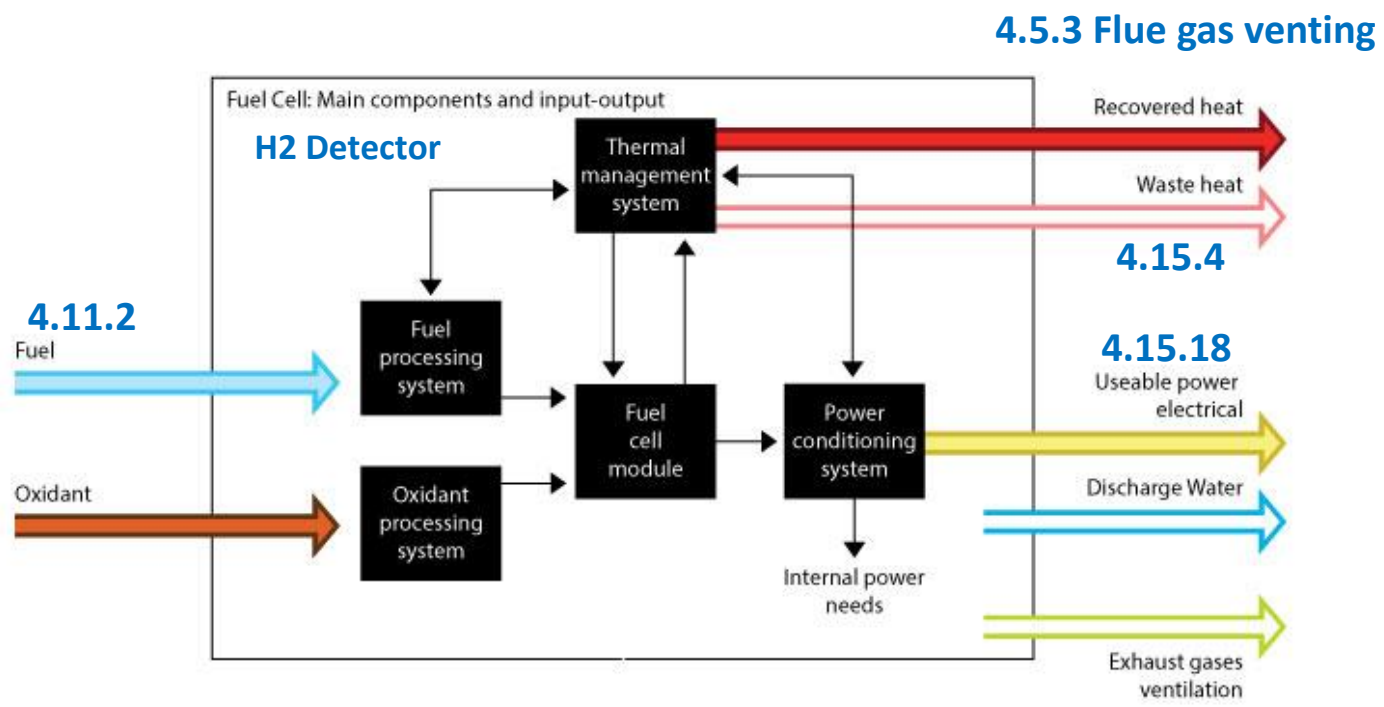 4.5.3 Flue gas venting
Fuel Cell: Main components and input-output
H2 Detector
Thermal
management
system
Recovered heat
Waste heat
4.15.4
4.11.2
Fuel
Fuel
processing
system
Fuel
cell
module
Power
conditioning
system
4.15.18
Useable power
electrical
Oxidant
Oxidant
processing
system
Discharge Water
Internal power
needs
Exhaust gases
ventilation